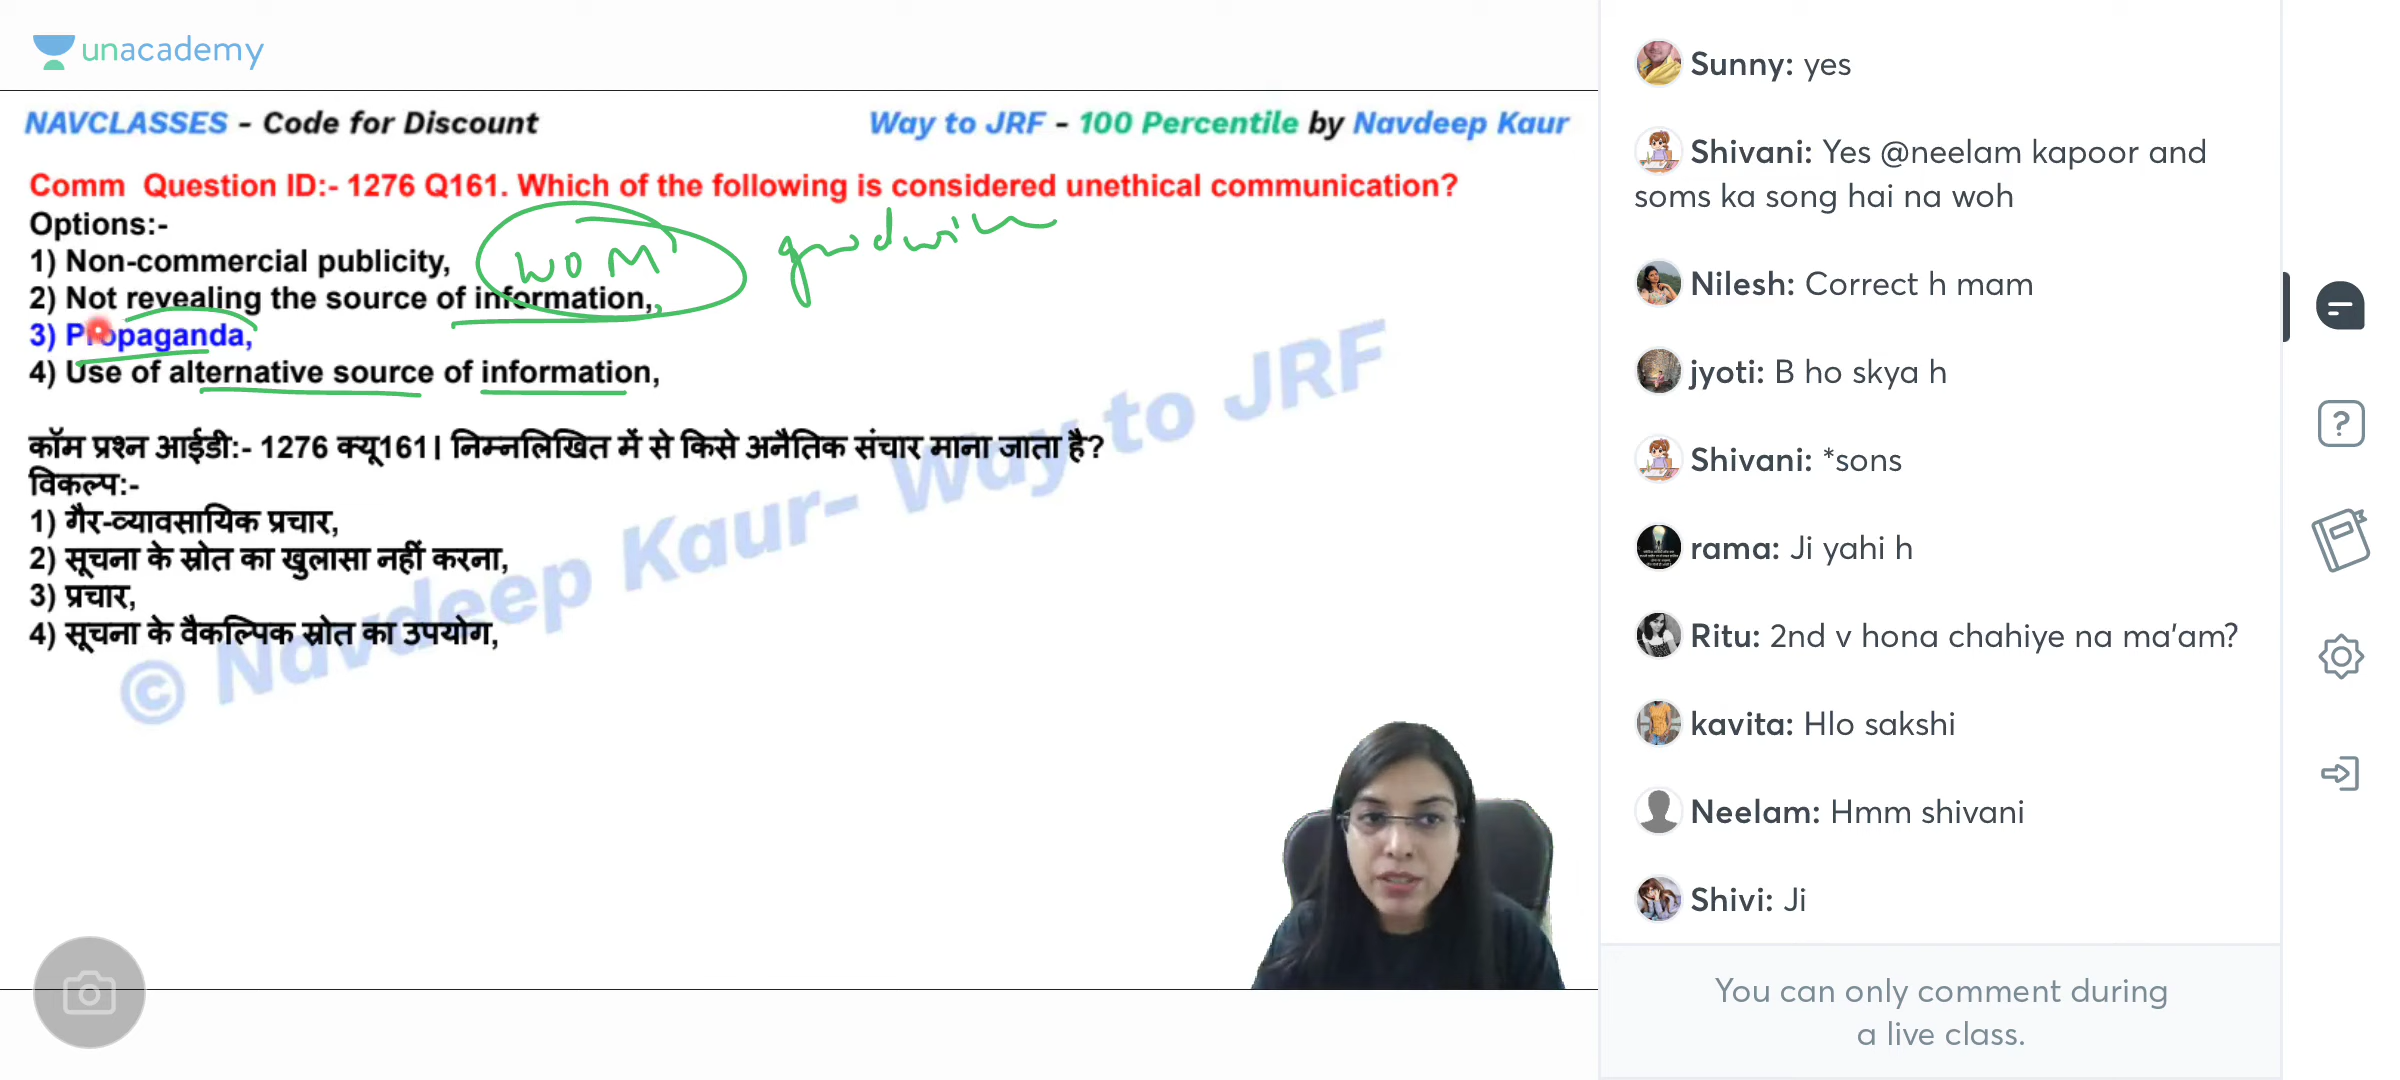 unacademy
NAVCLASSES - Code for Discount
Way to JRF - 100 Percentile by Navdeep Kaur
Comm Question ID:- 1276 Q161. Which of the following is considered unethical communication?
Options:-
1) Non-commercial publicity,
WOM
goodwill
2) Not revealing the source of information,,
3) Propaganda,
4) Use of alternative source of information,
कॉम प्रश्न आईडी:- 1276 क्यू161। निम्नलिखित में से किसे अनैतिक संचार माना जाता है?
विकल्प:-
1) गैर-व्यावसायिक प्रचार,
2) सूचना के स्रोत का खुलासा नहीं करना,
3) प्रचार,
4) सूचना के वैकल्पिक स्रोत का उपयोग,
© Navdeep Kaur- Way to JRF
Sunny: yes
Shivani: Yes @neelam kapoor and
soms ka song hai na woh
Nilesh: Correct h mam
jyoti: B ho skya h
Shivani: *sons
rama: Ji yahi h
Ritu: 2nd v hona chahiye na ma'am?
kavita: Hlo sakshi
Neelam: Hmm shivani
Shivi: Ji
You can only comment during
a live class.